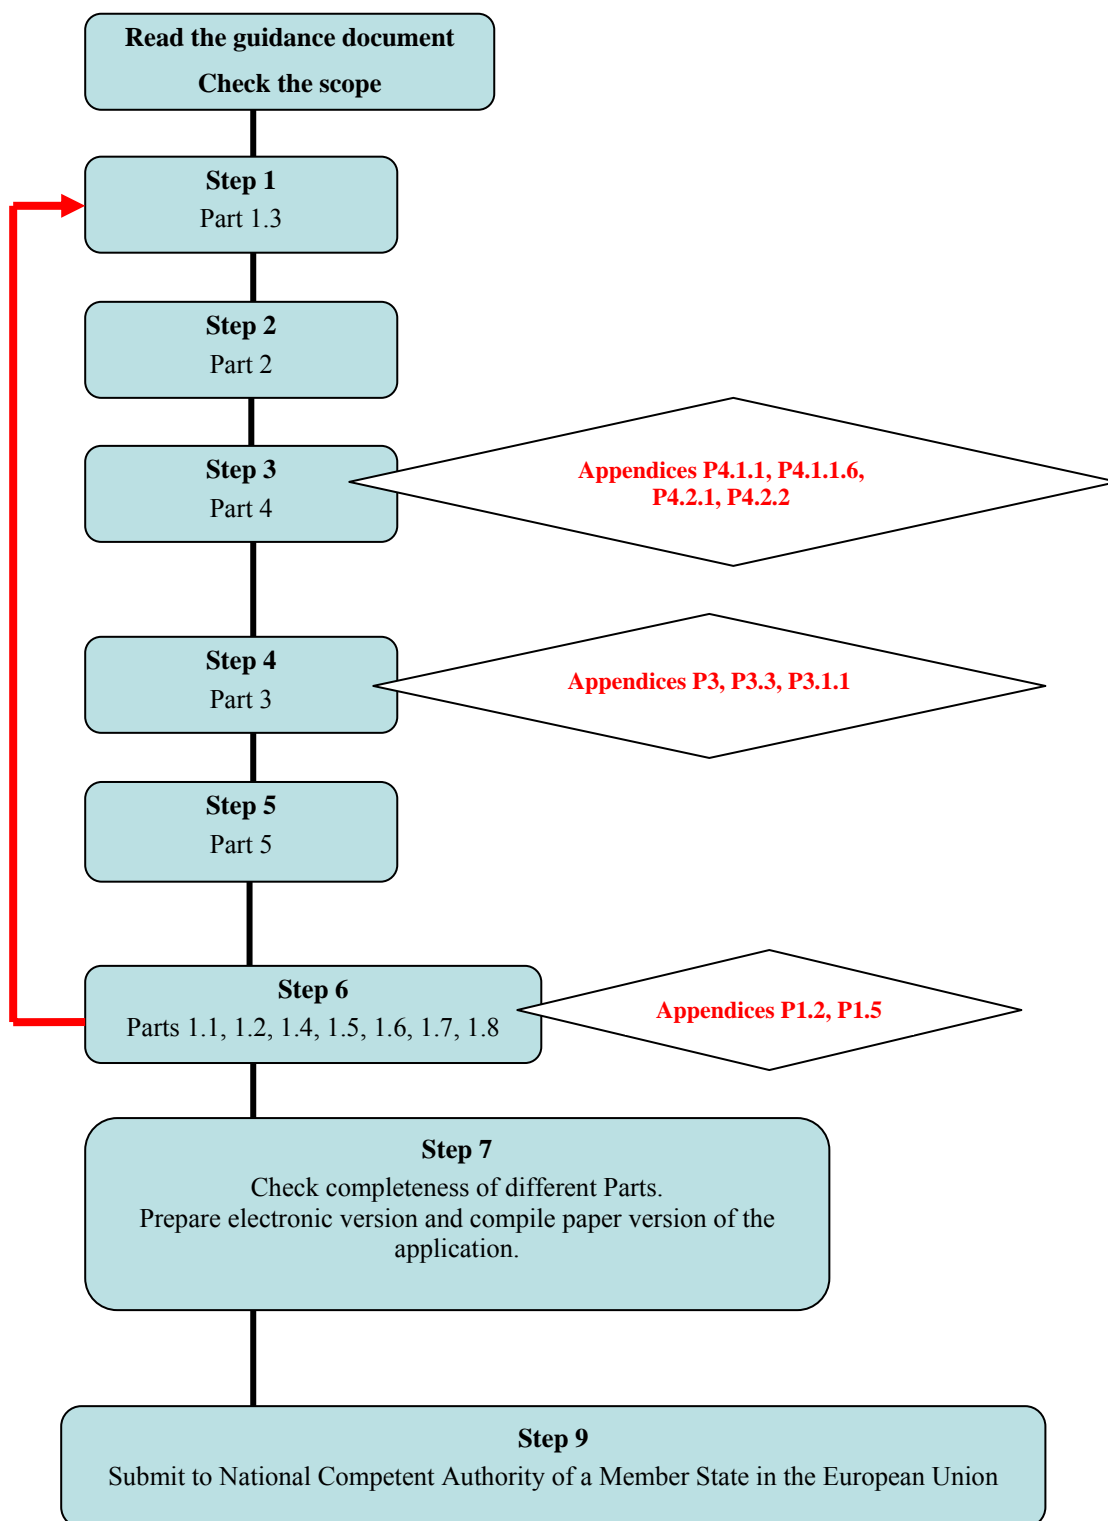 Read the guidance document
Check the scope
Step 1
Part 1.3
Step 2
Part 2
Step 3
Part 4
Appendices P4.1.1, P4.1.1.6,
P4.2.1, P4.2.2
Step 4
Part 3
Appendices P3, P3.3, P3.1.1
Step 5
Part 5
Step 6
Parts 1.1, 1.2, 1.4, 1.5, 1.6, 1.7, 1.8
Appendices P1.2, P1.5
Step 7
Check completeness of different Parts.
Prepare electronic version and compile paper version of the
application.
Step 9
Submit to National Competent Authority of a Member State in the European Union